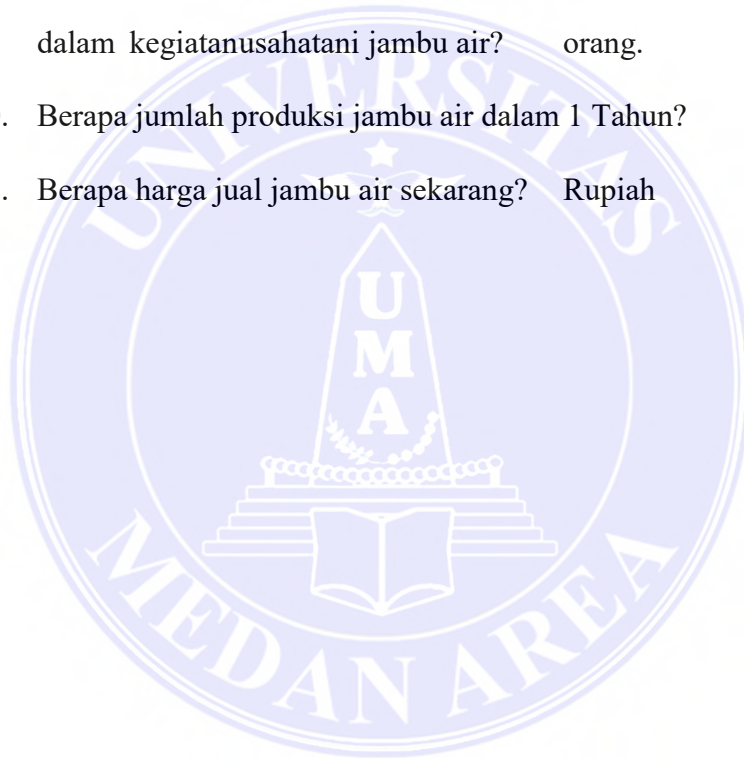 dalam kegiatanusahatani jambu air? orang.
. Berapa jumlah produksi jambu air dalam 1 Tahun?
. Berapa harga jual jambu air sekarang? Rupiah
UNIVERSITAS
U
M
A
MEDAN AREA